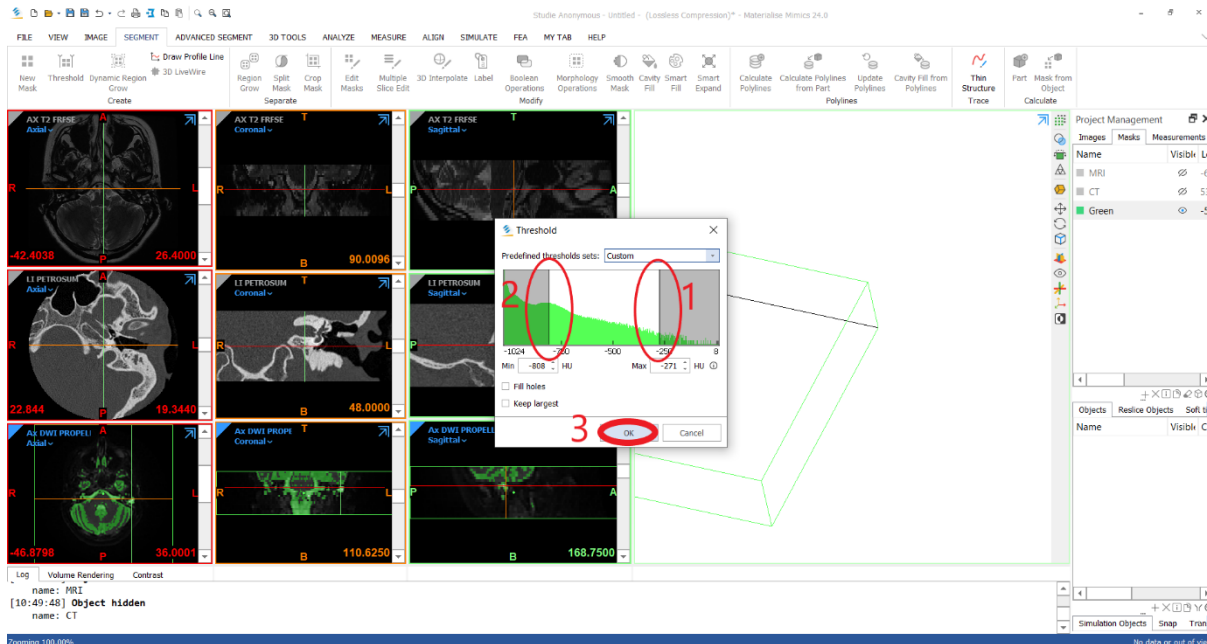 Studie Anonymous - Untitled - (Lossless Compression)* - Materialise Mimics 24.0
FILE VIEW IMAGE SEGMENT ADVANCED SEGMENT 3D TOOLS ANALYZE MEASURE ALIGN SIMULATE FEA MY TAB HELP
Draw Profile Line
3D LiveWire
New Mask
Threshold
Dynamic Region Grow
Create
Region Grow
Split Mask
Crop Mask
Separate
Edit Masks
Multiple Slice Edit
3D Interpolate
Label
Boolean Operations
Morphology Operations
Smooth Mask
Cavity Fill
Smart Fill
Smart Expand
Modify
Calculate Polylines
Calculate Polylines from Part
Update Polylines
Cavity Fill from Polylines
Polylines
Thin Structure
Trace
Part
Mask from Object
Calculate
AX T2 FRFSE
Axial
A
R
L
-42.4038
P
26.4000
AX T2 FRFSE
Coronal
T
R
L
B
90.0096
AX T2 FRFSE
Sagittal
T
P
A
LI PETROSUM
Axial
R
L
22.844
P
19.3440
LI PETROSUM
Coronal
T
R
L
B
48.0000
LI PETROSUM
Sagittal
P
Ax DWI PROPELL
Axial
A
R
L
-46.8798
P
36.0001
Ax DWI PROPE
Coronal
T
R
L
B
110.6250
Ax DWI PROPELL
Sagittal
P
A
B
168.7500
Threshold
Predefined thresholds sets: Custom
2
1
-1024 -750 -500 -250 8
Min -808 HU Max -271 HU
Fill holes
Keep largest
3
OK
Cancel
Project Management
Images Masks Measurements
Name Visible
MRI
CT
Green
Objects Reslice Objects Soft
Name
Simulation Objects Snap
Log Volume Rendering Contrast
name: MRI
[10:49:48] Object hidden
name: CT
Zooming 100.00%
No data or out of